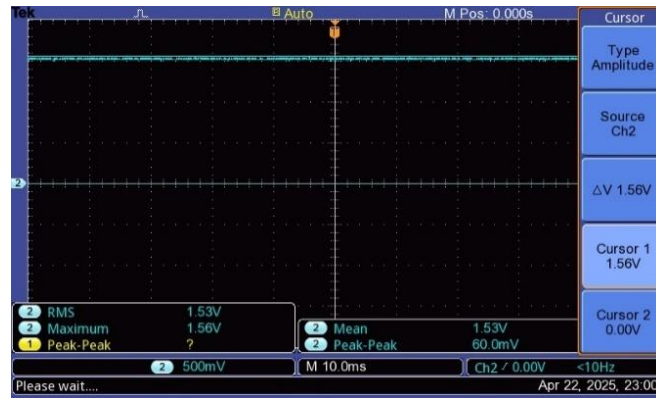 Tek
Auto
M Pos: 0.000s
Cursor
Type
Amplitude
Source
Ch2
ΔV 1.56V
Cursor 1
1.56V
Cursor 2
0.00V
2
2 RMS 1.53V
2 Maximum 1.56V
1 Peak-Peak ?
2 Mean 1.53V
2 Peak-Peak 60.0mV
2 500mV
M 10.0ms
Ch2 / 0.00V
<10Hz
Please wait....
Apr 22, 2025, 23:00